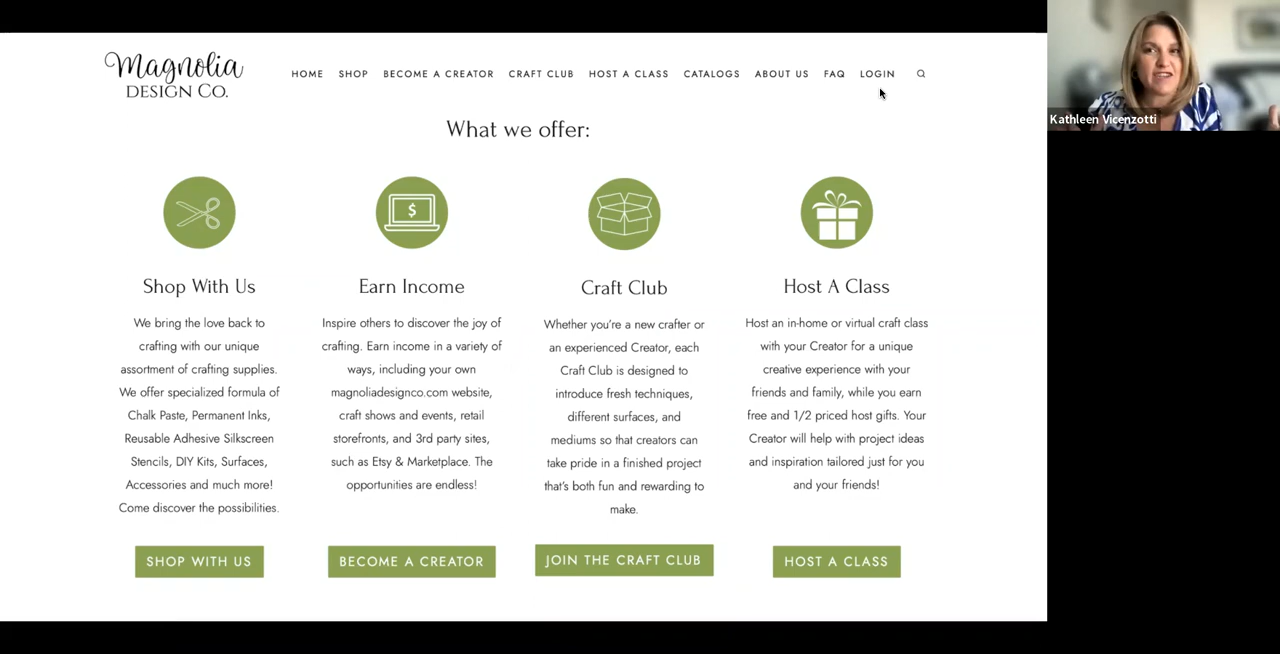 Magnolia
DESIGN CO.
HOME SHOP BECOME A CREATOR CRAFT CLUB HOST A CLASS CATALOGS ABOUT US FAQ LOGIN
Kathleen Vicenzotti
What we offer:
$
Shop With Us
We bring the love back to
crafting with our unique
assortment of crafting supplies.
We offer specialized formula of
Chalk Paste, Permanent Inks,
Reusable Adhesive Silkscreen
Stencils, DIY Kits, Surfaces,
Accessories and much more!
Come discover the possibilities.
SHOP WITH US
Earn Income
Inspire others to discover the joy of
crafting. Earn income in a variety of
ways, including your own
magnoliadesignco.com website,
craft shows and events, retail
storefronts, and 3rd party sites,
such as Etsy & Marketplace. The
opportunities are endless!
BECOME A CREATOR
Craft Club
Whether you're a new crafter or
an experienced Creator, each
Craft Club is designed to
introduce fresh techniques,
different surfaces, and
mediums so that creators can
take pride in a finished project
that's both fun and rewarding to
make.
JOIN THE CRAFT CLUB
Host A Class
Host an in-home or virtual craft class
with your Creator for a unique
creative experience with your
friends and family, while you earn
free and 1/2 priced host gifts. Your
Creator will help with project ideas
and inspiration tailored just for you
and your friends!
HOST A CLASS